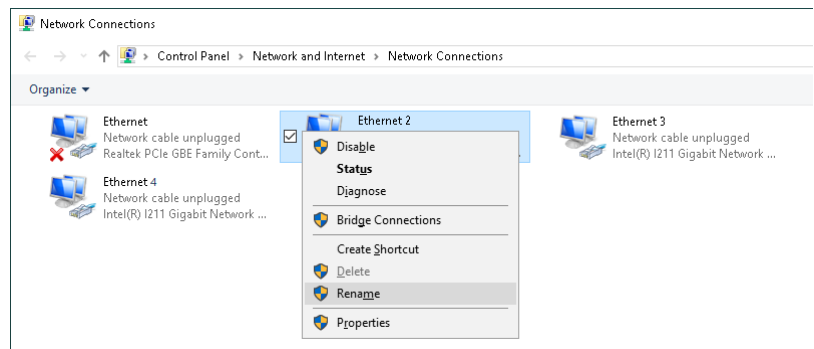 Network Connections
Control Panel > Network and Internet > Network Connections
Organize
Ethernet
Network cable unplugged
Realtek PCIe GBE Family Cont...
Ethernet 2
Ethernet 3
Network cable unplugged
Intel(R) I211 Gigabit Network ...
Ethernet 4
Network cable unplugged
Intel(R) I211 Gigabit Network ...
Disable
Status
Diagnose
Bridge Connections
Create Shortcut
Delete
Rename
Properties